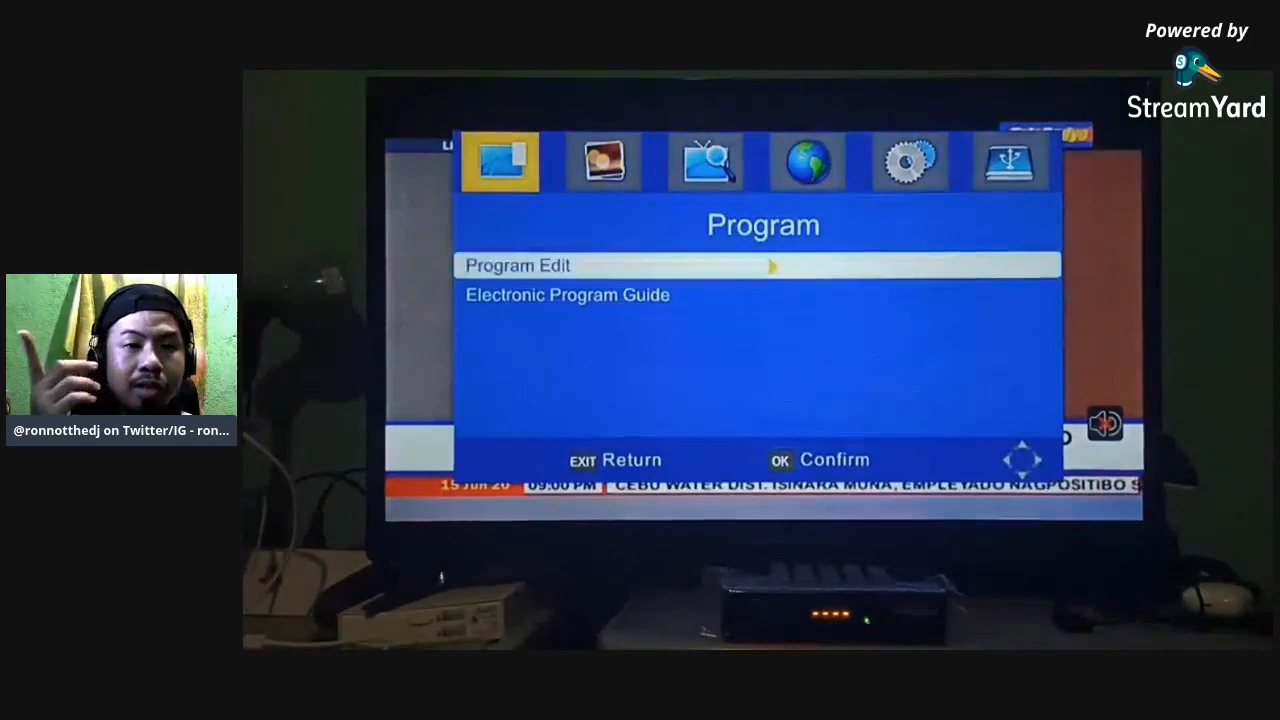 Powered by
StreamYard
Program
Program Edit
Electronic Program Guide
EXIT Return
OK Confirm
15 Jun 20 09:00 PM CEBU WATER DIST. ISINARA MUNA, EMPLEYADO NAGPOSITIBO S
@ronnotthedj on Twitter/IG - ron...